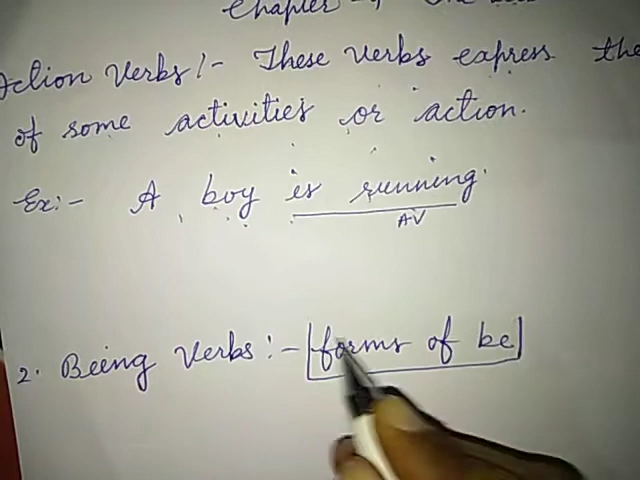 Chapter
Action Verbs :- These verbs express the
of some activities or action.
Ex:- A boy is running.
AV
2. Being Verbs :- forms of be